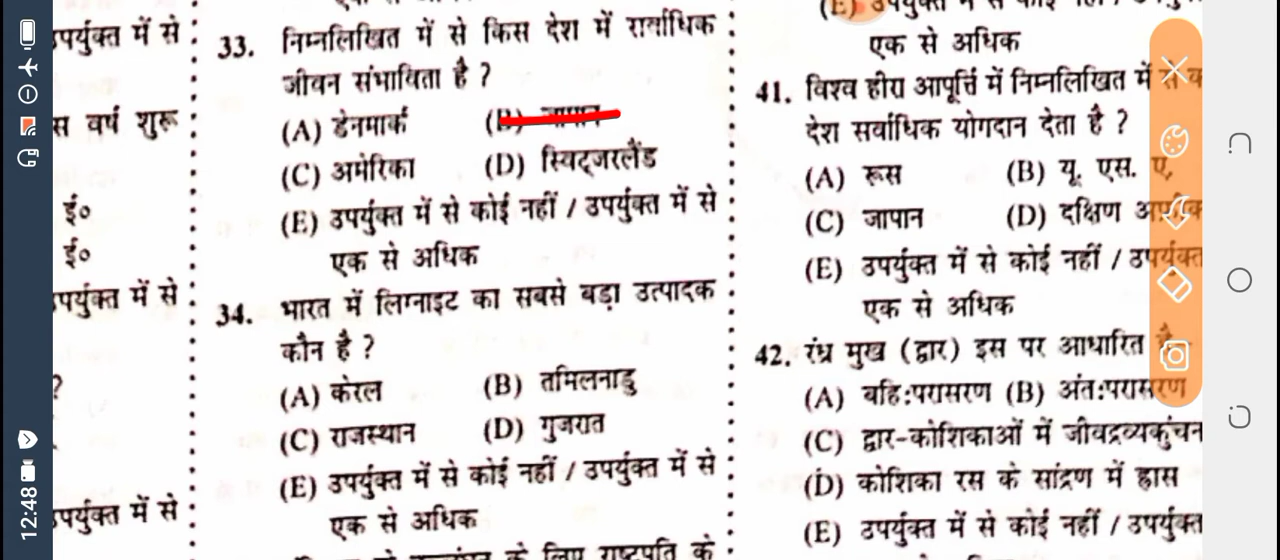 पर्युक्त में से
स वर्ष शुरू
ई०
ई०
पर्युक्त में से
?
पर्युक्त में से
33. निम्नलिखित में से किस देश में सर्वाधिक
जीवन संभाविता है ?
(A) डेनमार्क (B) जापान
(C) अमेरिका (D) स्विट्जरलैंड
(E) उपर्युक्त में से कोई नहीं / उपर्युक्त में से
एक से अधिक
34. भारत में लिग्नाइट का सबसे बड़ा उत्पादक
कौन है ?
(A) केरल (B) तमिलनाडु
(C) राजस्थान (D) गुजरात
(E) उपर्युक्त में से कोई नहीं / उपर्युक्त में से
एक से अधिक
के लिए राष्ट्रपति के
(E) उपर्युक्त में से कोई नहीं /
एक से अधिक
41. विश्व हीरा आपूर्त्ति में निम्नलिखित में से
देश सर्वाधिक योगदान देता है ?
(A) रूस (B) यू. एस. ए.
(C) जापान (D) दक्षिण
(E) उपर्युक्त में से कोई नहीं / उपर्युक्त
एक से अधिक
42. रंध्र मुख (द्वार) इस पर आधारित है-
(A) बहि:परासरण (B) अंत:परासरण
(C) द्वार-कोशिकाओं में जीवद्रव्यकुंचन
(D) कोशिका रस के सांद्रण में ह्रास
(E) उपर्युक्त में से कोई नहीं / उपर्युक्त
12:48